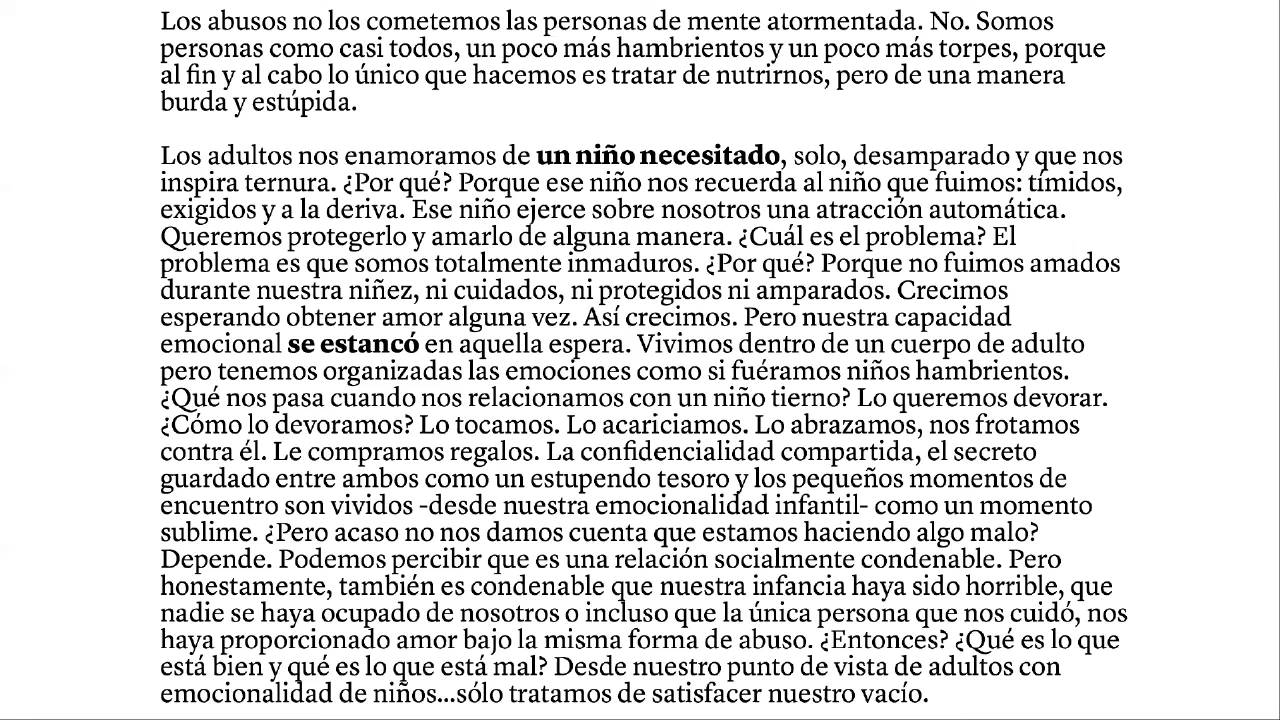 Los abusos no los cometemos las personas de mente atormentada. No. Somos
personas como casi todos, un poco más hambrientos y un poco más torpes, porque
al fin y al cabo lo único que hacemos es tratar de nutrirnos, pero de una manera
burda y estúpida.
Los adultos nos enamoramos de un niño necesitado, solo, desamparado y que nos
inspira ternura. ¿Por qué? Porque ese niño nos recuerda al niño que fuimos: tímidos,
exigidos y a la deriva. Ese niño ejerce sobre nosotros una atracción automática.
Queremos protegerlo y amarlo de alguna manera. ¿Cuál es el problema? El
problema es que somos totalmente inmaduros. ¿Por qué? Porque no fuimos amados
durante nuestra niñez, ni cuidados, ni protegidos ni amparados. Crecimos
esperando obtener amor alguna vez. Así crecimos. Pero nuestra capacidad
emocional se estancó en aquella espera. Vivimos dentro de un cuerpo de adulto
pero tenemos organizadas las emociones como si fuéramos niños hambrientos.
¿Qué nos pasa cuando nos relacionamos con un niño tierno? Lo queremos devorar.
¿Cómo lo devoramos? Lo tocamos. Lo acariciamos. Lo abrazamos, nos frotamos
contra él. Le compramos regalos. La confidencialidad compartida, el secreto
guardado entre ambos como un estupendo tesoro y los pequeños momentos de
encuentro son vividos -desde nuestra emocionalidad infantil- como un momento
sublime. ¿Pero acaso no nos damos cuenta que estamos haciendo algo malo?
Depende. Podemos percibir que es una relación socialmente condenable. Pero
honestamente, también es condenable que nuestra infancia haya sido horrible, que
nadie se haya ocupado de nosotros o incluso que la única persona que nos cuidó, nos
haya proporcionado amor bajo la misma forma de abuso. ¿Entonces? ¿Qué es lo que
está bien y qué es lo que está mal? Desde nuestro punto de vista de adultos con
emocionalidad de niños...sólo tratamos de satisfacer nuestro vacío.